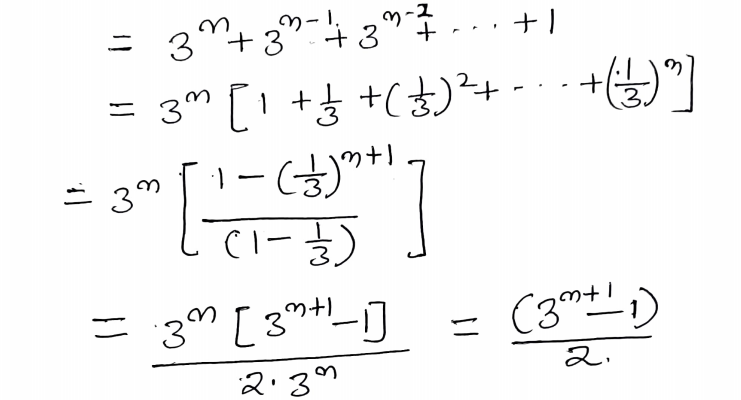 = 3^n + 3^(n-1) + 3^(n-2) + ... + 1
= 3^n [1 + 1/3 + (1/3)^2 + ... + (1/3)^n]
= 3^n [(1 - (1/3)^(n+1)) / (1 - 1/3)]
= 3^n [3^(n+1) - 1] / (2 · 3^n) = (3^(n+1) - 1) / 2.